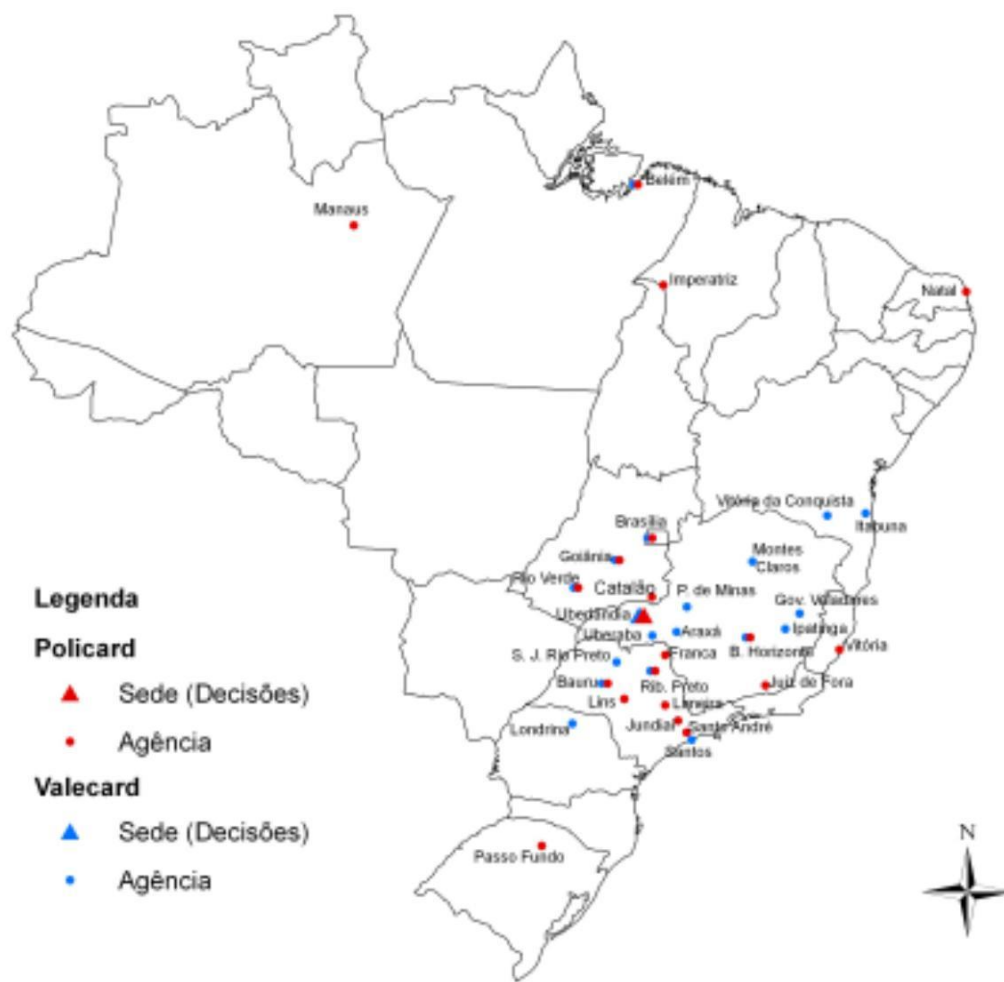 Belém
Manaus
Imperatriz
Natal
Vitória da Conquista
Itabuna
Brasília
Goiânia
Montes
Claros
Rio Verde
Catalão
P. de Minas
Gov. Valadares
Uberlândia
Araxá
Ipatinga
Uberaba
B. Horizonte
Vitória
S. J. Rio Preto
Franca
Bauru
Rib. Preto
Juiz de Fora
Lins
Limeira
Jundiaí
Santo André
Londrina
Santos
Passo Fundo
Legenda
Policard
Sede (Decisões)
Agência
Valecard
Sede (Decisões)
Agência
N